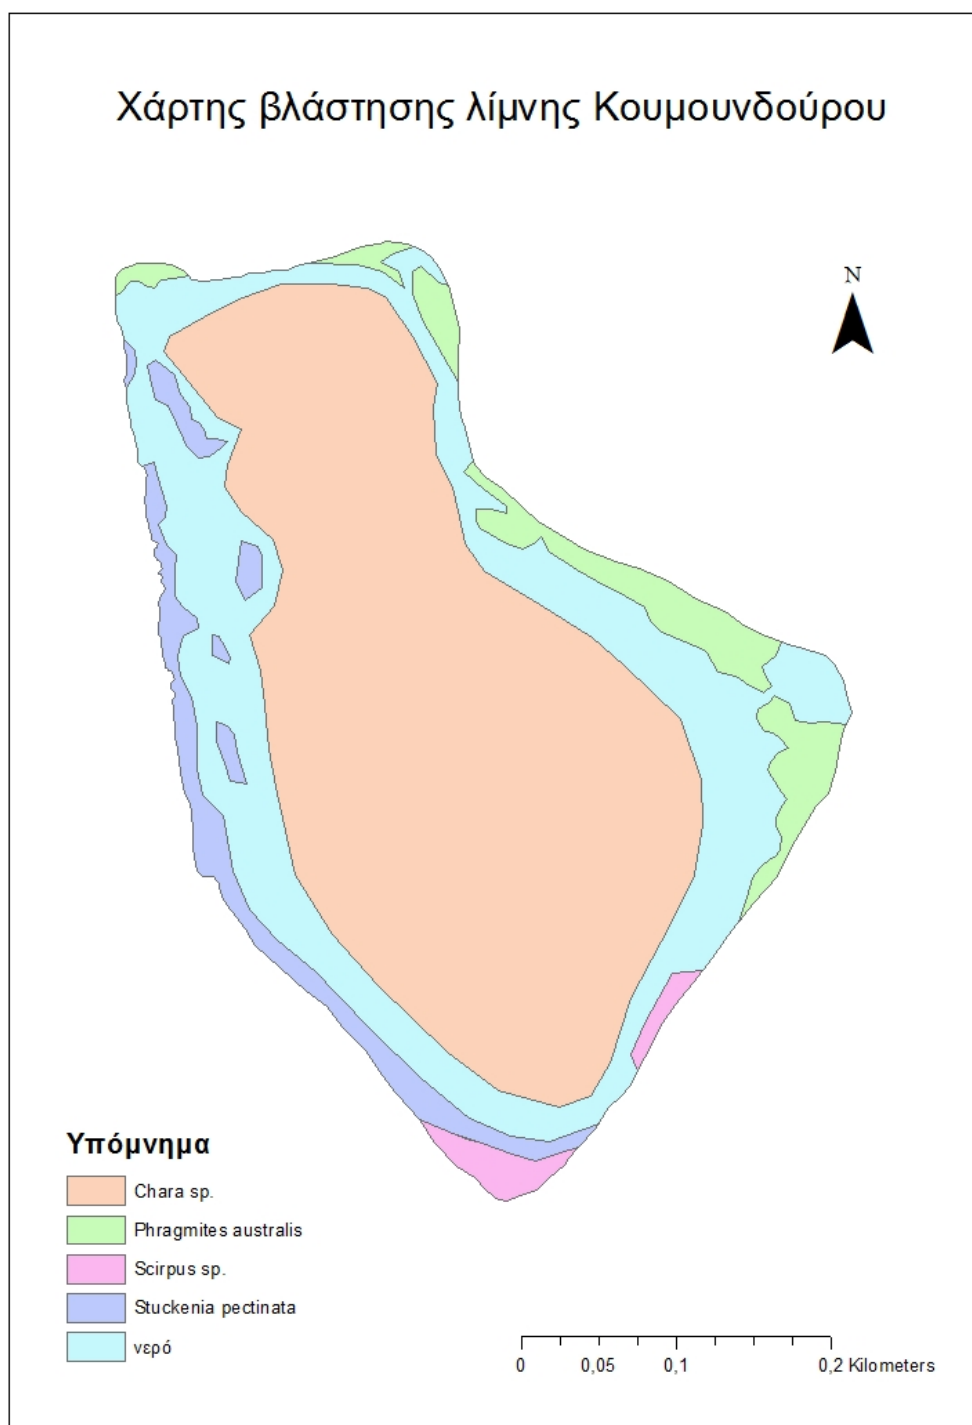 Χάρτης βλάστησης λίμνης Κουμουνδούρου
N
Υπόμνημα
Chara sp.
Phragmites australis
Scirpus sp.
Stuckenia pectinata
νερό
0 0,05 0,1 0,2 Kilometers